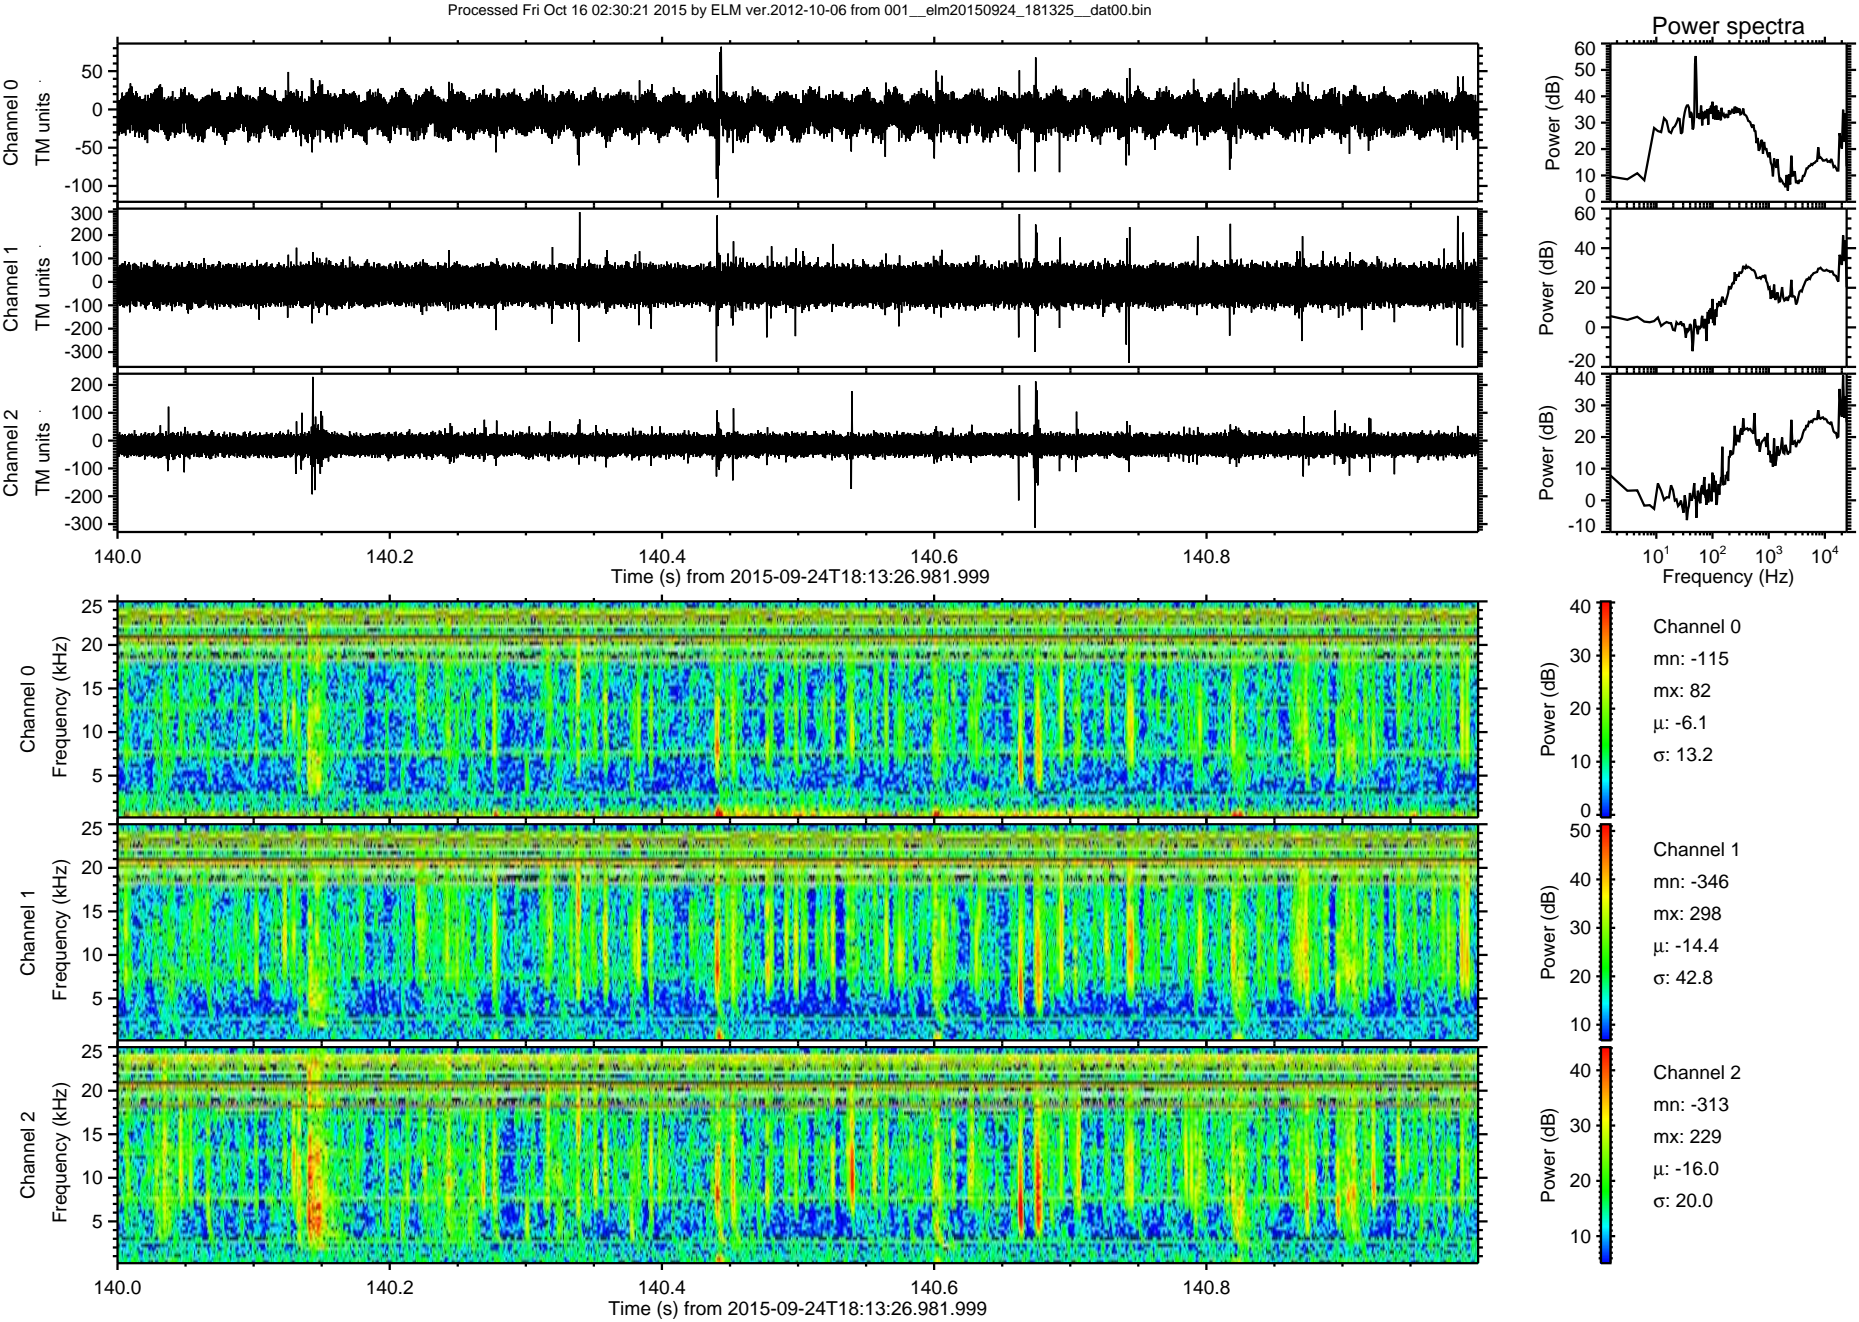 Processed Fri Oct 16 02:30:21 2015 by ELM ver.2012-10-06 from 001__elm20150924_181325__dat00.bin
Power spectra
Channel 0
TM units
50
0
-50
-100
Power (dB)
60
50
40
30
20
10
0
Channel 1
TM units
300
200
100
0
-100
-200
-300
Power (dB)
60
40
20
0
-20
Channel 2
TM units
200
100
0
-100
-200
-300
Power (dB)
40
30
20
10
0
-10
140.0 140.2 140.4 140.6 140.8
Time (s) from 2015-09-24T18:13:26.981.999
10^1 10^2 10^3 10^4
Frequency (Hz)
Channel 0
Frequency (kHz)
25
20
15
10
5
Power (dB)
40
30
20
10
0
Channel 0
mn: -115
mx: 82
μ: -6.1
σ: 13.2
Channel 1
Frequency (kHz)
25
20
15
10
5
Power (dB)
50
40
30
20
10
Channel 1
mn: -346
mx: 298
μ: -14.4
σ: 42.8
Channel 2
Frequency (kHz)
25
20
15
10
5
Power (dB)
40
30
20
10
Channel 2
mn: -313
mx: 229
μ: -16.0
σ: 20.0
140.0 140.2 140.4 140.6 140.8
Time (s) from 2015-09-24T18:13:26.981.999